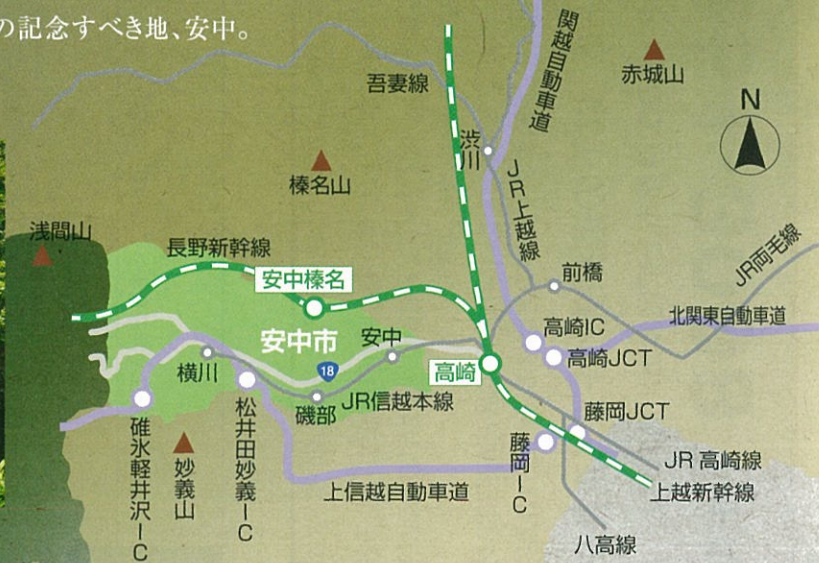 の記念すべき地、安中。
関越自動車道
赤城山
吾妻線
N
渋川
榛名山
JR上越線
浅間山
長野新幹線
安中榛名
前橋
JR両毛線
北関東自動車道
安中市
安中
高崎IC
高崎JCT
18
横川
高崎
磯部
JR信越本線
松井田妙義IC
碓氷軽井沢IC
妙義山
藤岡JCT
藤岡IC
JR 高崎線
上信越自動車道
上越新幹線
八高線